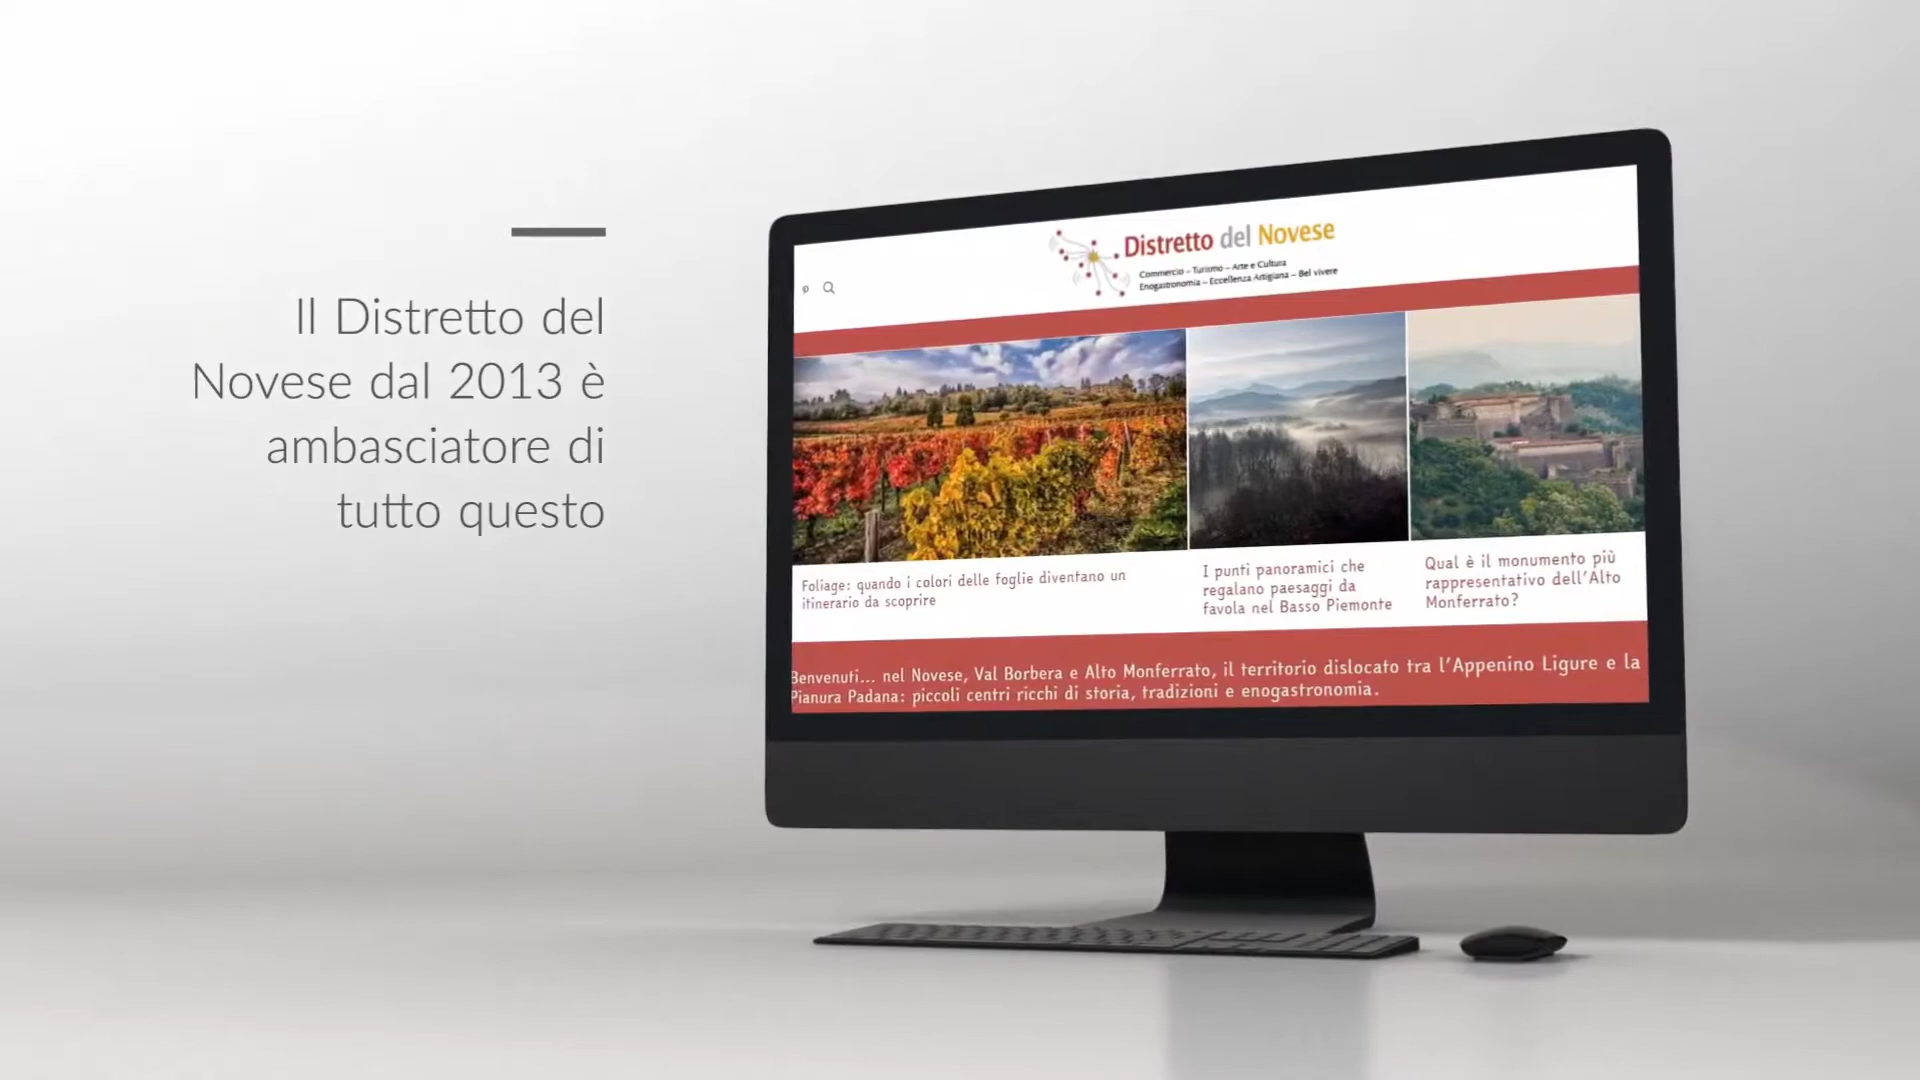 Il Distretto del
Novese dal 2013 è
ambasciatore di
tutto questo
Distretto del Novese
Commercio – Turismo – Arte e Cultura
Enogastronomia – Eccellenza Artigiana – Bel vivere
Foliage: quando i colori delle foglie diventano un
itinerario da scoprire
I punti panoramici che
regalano paesaggi da
favola nel Basso Piemonte
Qual è il monumento più
rappresentativo dell'Alto
Monferrato?
Benvenuti... nel Novese, Val Borbera e Alto Monferrato, il territorio dislocato tra l'Appenino Ligure e la
Pianura Padana: piccoli centri ricchi di storia, tradizioni e enogastronomia.